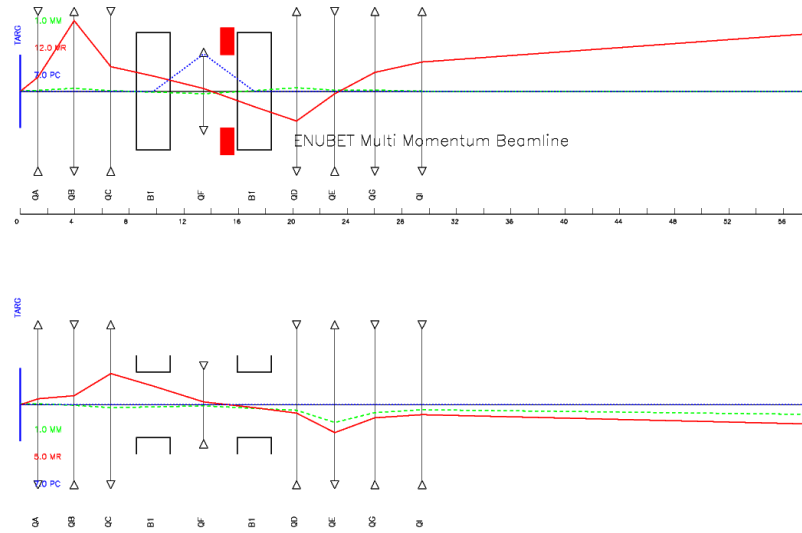 TARG
1.0 MM
12.0 MR
7.0 PC
ENUBET Multi Momentum Beamline
QA QB QC B1 QF B1 QD QE QG QI
0 4 8 12 16 20 24 28 32 36 40 44 48 52 56
TARG
1.0 MM
5.0 MR
7.0 PC
QA QB QC B1 QF B1 QD QE QG QI